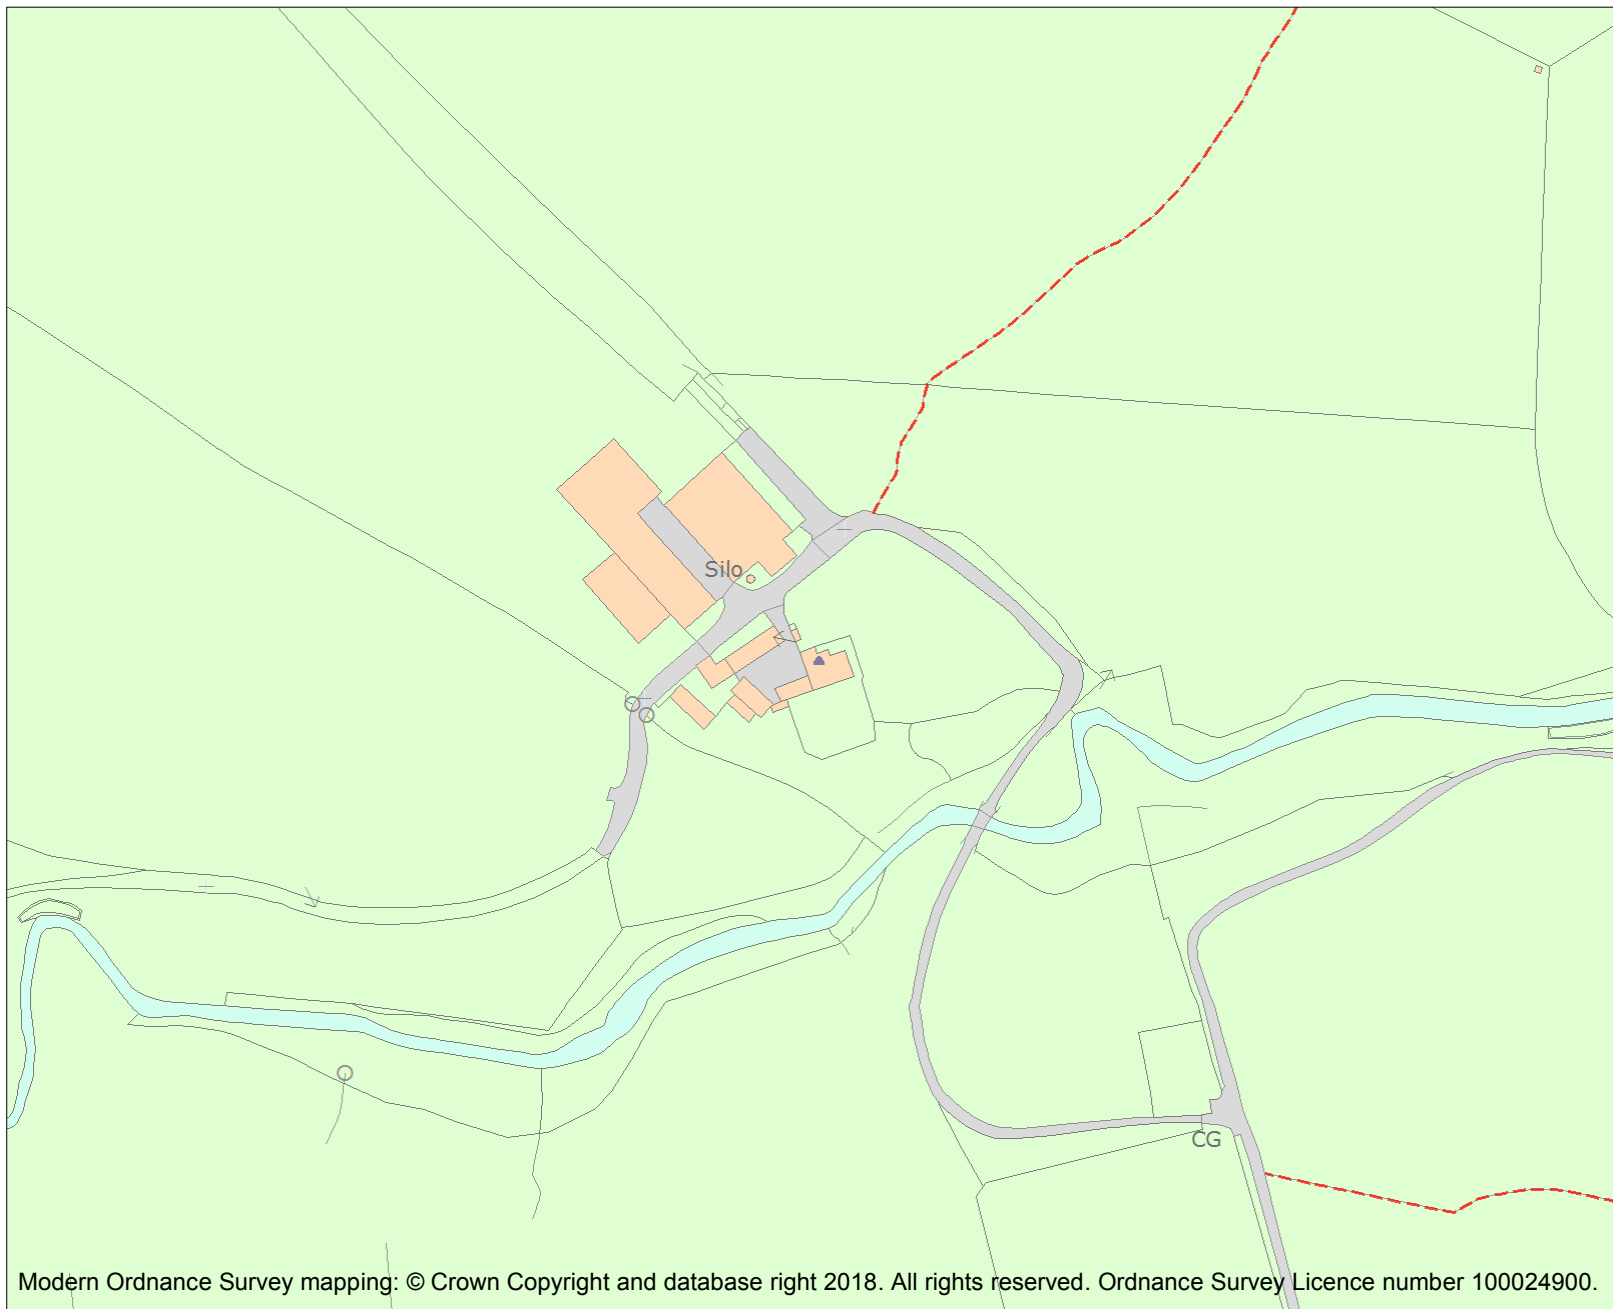 Silo
CG
Modern Ordnance Survey mapping: © Crown Copyright and database right 2018. All rights reserved. Ordnance Survey Licence number 100024900.